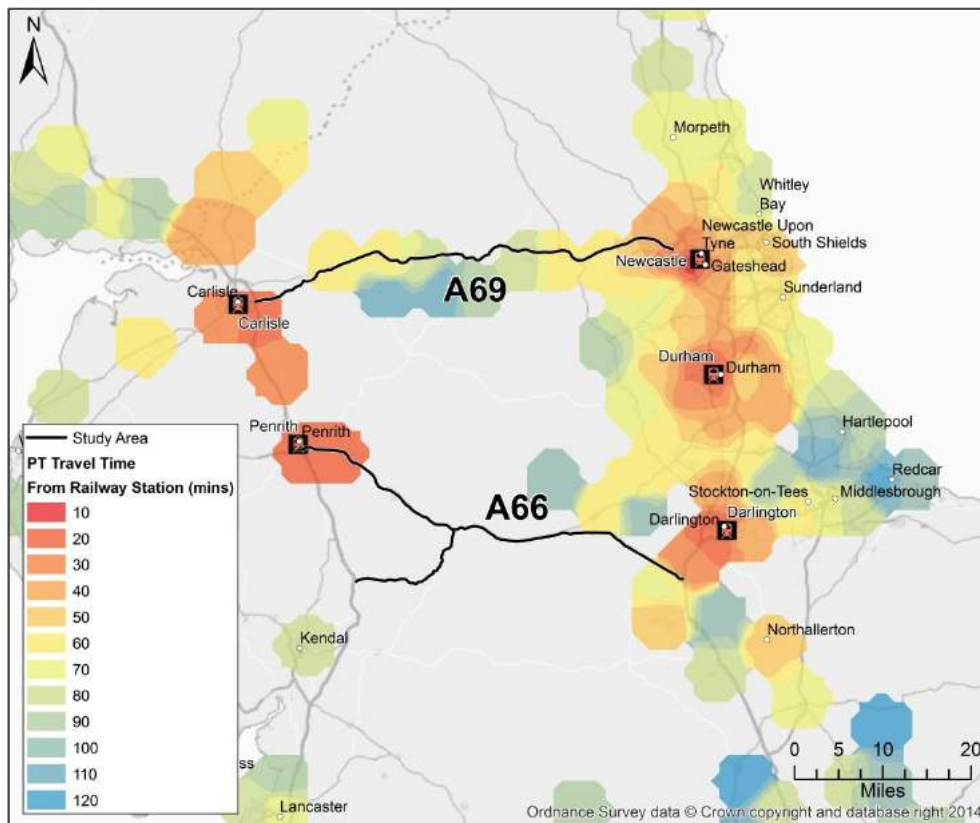 N
Morpeth
Whitley
Bay
Newcastle Upon
Tyne
South Shields
Newcastle
Gateshead
A69
Sunderland
Carlisle
Carlisle
Durham
Durham
Hartlepool
Penrith
Penrith
Redcar
Stockton-on-Tees
Middlesbrough
A66
Darlington
Darlington
Northallerton
Kendal
Study Area
PT Travel Time
From Railway Station (mins)
10
20
30
40
50
60
70
80
90
100
110
120
ss
Lancaster
0 5 10 20
Miles
Ordnance Survey data © Crown copyright and database right 2014